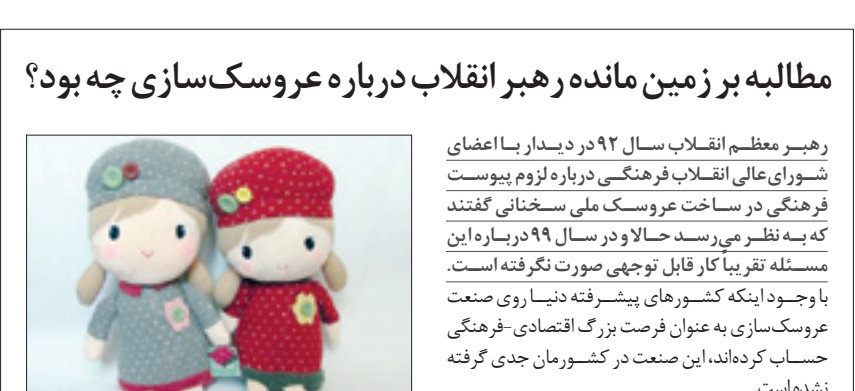 مطالبه بر زمین مانده رهبر انقلاب درباره عروسک‌سازی چه بود؟
رهبر معظم انقلاب سال ۹۲ در دیدار با اعضای
شورای‌عالی انقلاب فرهنگی درباره لزوم پیوست
فرهنگی در ساخت عروسک ملی سخنانی گفتند
که به نظر می‌رسد حالا و در سال ۹۹ درباره این
مسئله تقریباً کار قابل توجهی صورت نگرفته است.
با وجود اینکه کشورهای پیشرفته دنیا روی صنعت
عروسک‌سازی به عنوان فرصت بزرگ اقتصادی-فرهنگی
حساب کرده‌اند، این صنعت در کشورمان جدی گرفته
نشده‌است